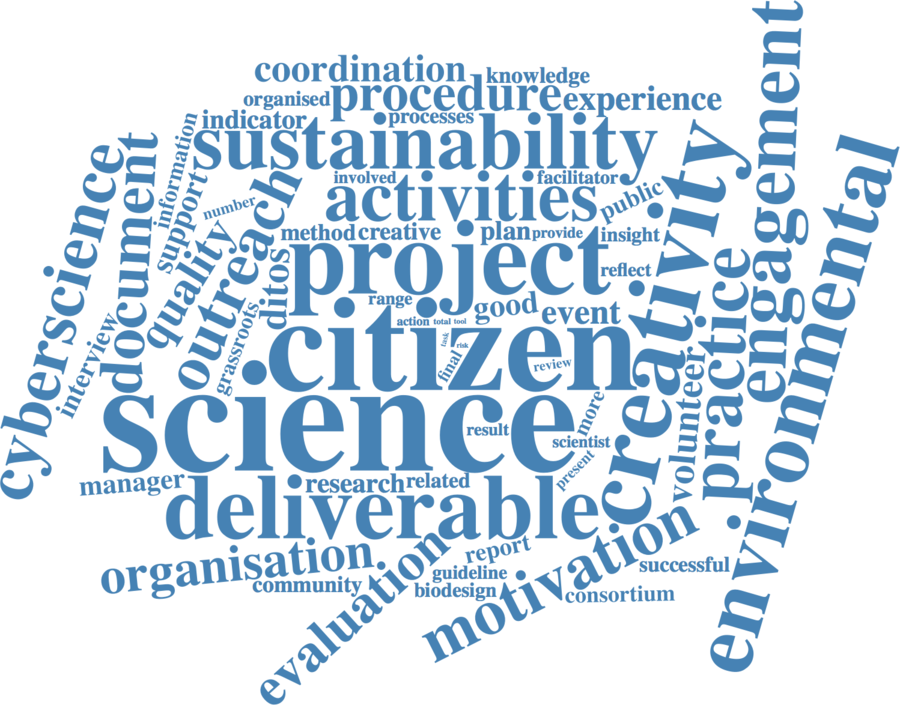 coordination
knowledge
organised
procedure
experience
indicator
processes
sustainability
involved
facilitator
activities
public
information
support
number
quality
outreach
document
cyberscience
interview
method
creative
plan
provide
insight
project
ditos
reflect
range
good
event
grassroots
action
total
tool
citizen
task
risk
final
review
science
result
more
scientist
present
creativity
volunteer
practice
engagement
environmental
manager
research
related
deliverable
organisation
community
evaluation
report
guideline
biodesign
motivation
successful
consortium